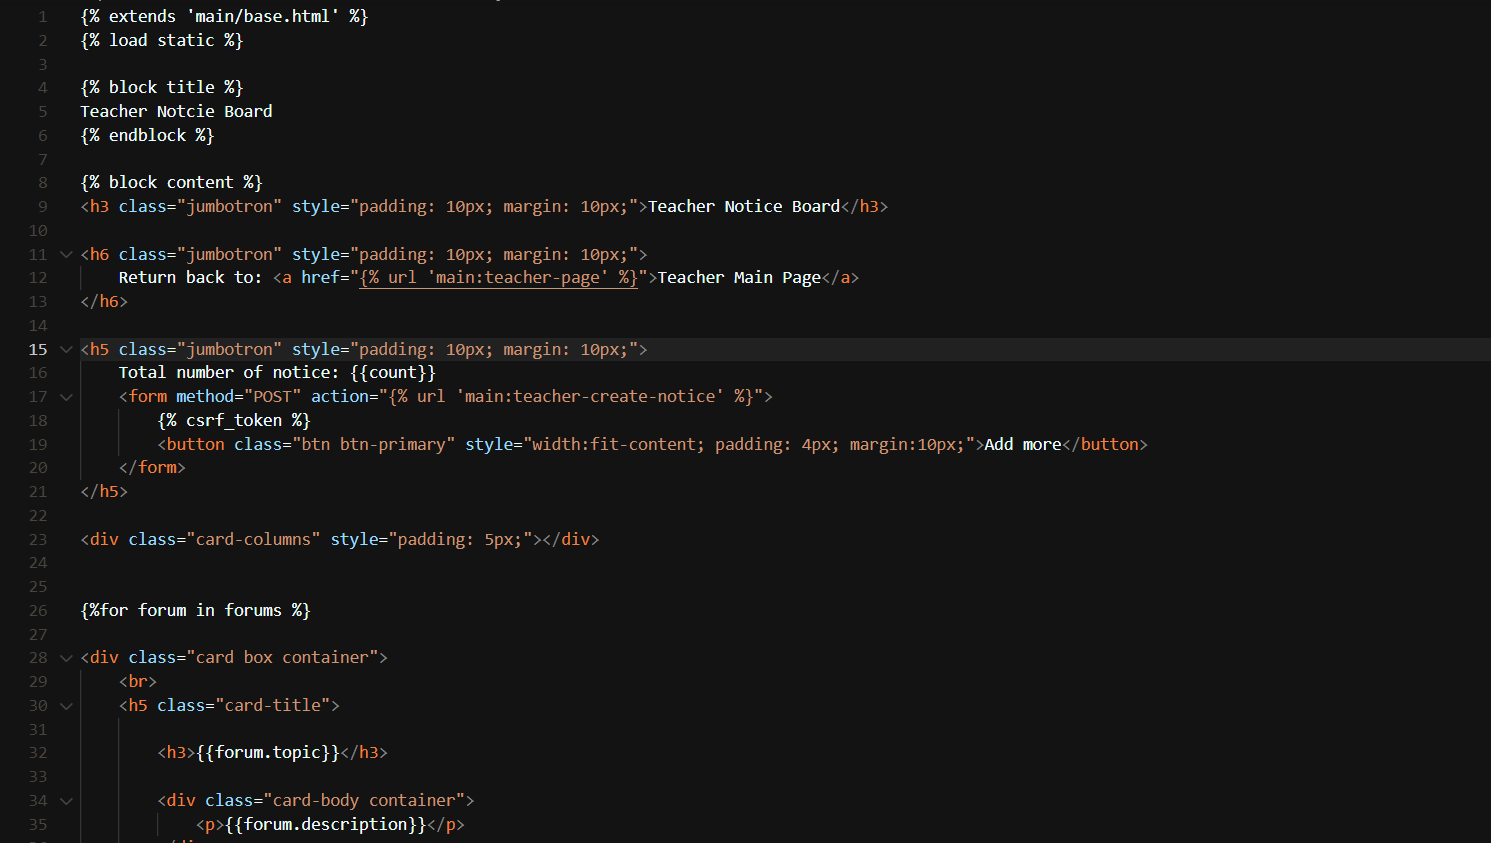 1 {% extends 'main/base.html' %}
2 {% load static %}
3
4 {% block title %}
5 Teacher Notcie Board
6 {% endblock %}
7
8 {% block content %}
9 <h3 class="jumbotron" style="padding: 10px; margin: 10px;">Teacher Notice Board</h3>
10
11 <h6 class="jumbotron" style="padding: 10px; margin: 10px;">
12 Return back to: <a href="{% url 'main:teacher-page' %}">Teacher Main Page</a>
13 </h6>
14
15 <h5 class="jumbotron" style="padding: 10px; margin: 10px;">
16 Total number of notice: {{count}}
17 <form method="POST" action="{% url 'main:teacher-create-notice' %}">
18 {% csrf_token %}
19 <button class="btn btn-primary" style="width:fit-content; padding: 4px; margin:10px;">Add more</button>
20 </form>
21 </h5>
22
23 <div class="card-columns" style="padding: 5px;"></div>
24
25
26 {%for forum in forums %}
27
28 <div class="card box container">
29 <br>
30 <h5 class="card-title">
31
32 <h3>{{forum.topic}}</h3>
33
34 <div class="card-body container">
35 <p>{{forum.description}}</p>